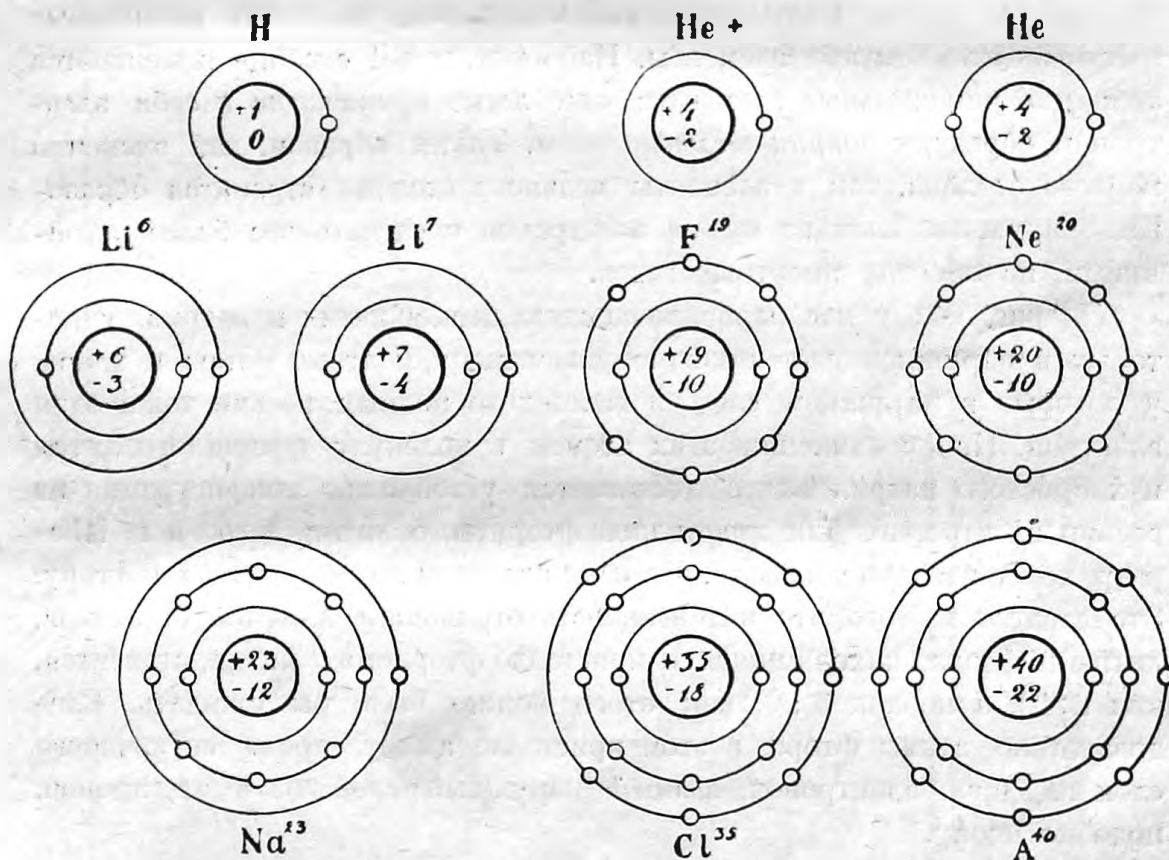 H He + He
+1 +4 +4
0 -2 -2
Li⁶ Li⁷ F¹⁹ Ne²⁰
+6 +7 +19 +20
-3 -4 -10 -10
+23 +35 +40
-12 -18 -22
Na²³ Cl³⁵ A⁴⁰